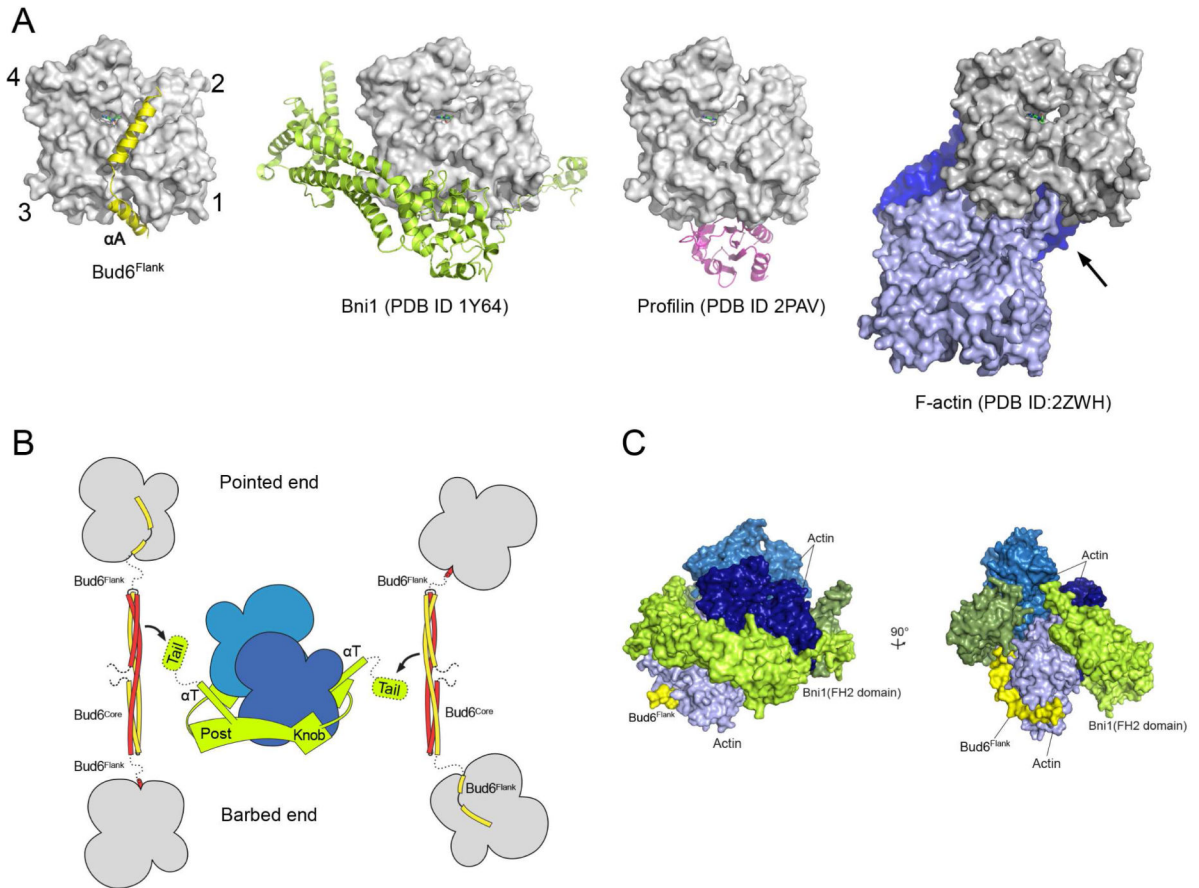 A
4
2
3
1
αA
Bud6Flank
Bni1 (PDB ID 1Y64)
Profilin (PDB ID 2PAV)
F-actin (PDB ID:2ZWH)
B
Pointed end
Bud6Flank
Bud6Flank
Tail
αT
αT
Tail
Bud6Core
Post
Knob
Bud6Core
Bud6Flank
Bud6Flank
Barbed end
C
Actin
Actin
90°
Bni1(FH2 domain)
Bud6Flank
Actin
Bni1(FH2 domain)
Bud6Flank
Actin